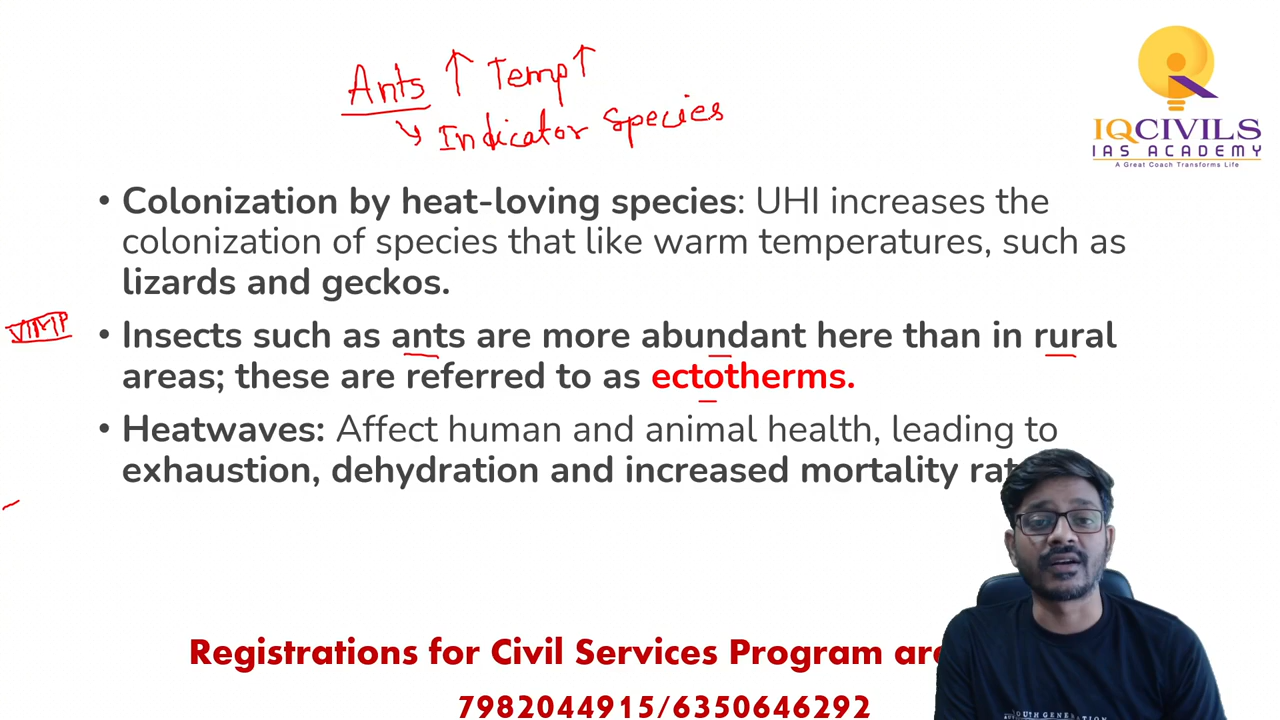 Ants ↑ Temp ↑
↳ Indicator Species
IQCIVILS
IAS ACADEMY
A Great Coach Transforms Life
• Colonization by heat-loving species: UHI increases the
colonization of species that like warm temperatures, such as
lizards and geckos.
VIMP
• Insects such as ants are more abundant here than in rural
areas; these are referred to as ectotherms.
• Heatwaves: Affect human and animal health, leading to
exhaustion, dehydration and increased mortality
Registrations for Civil Services Program
7982044915/6350646292
YOUTH GENERATION